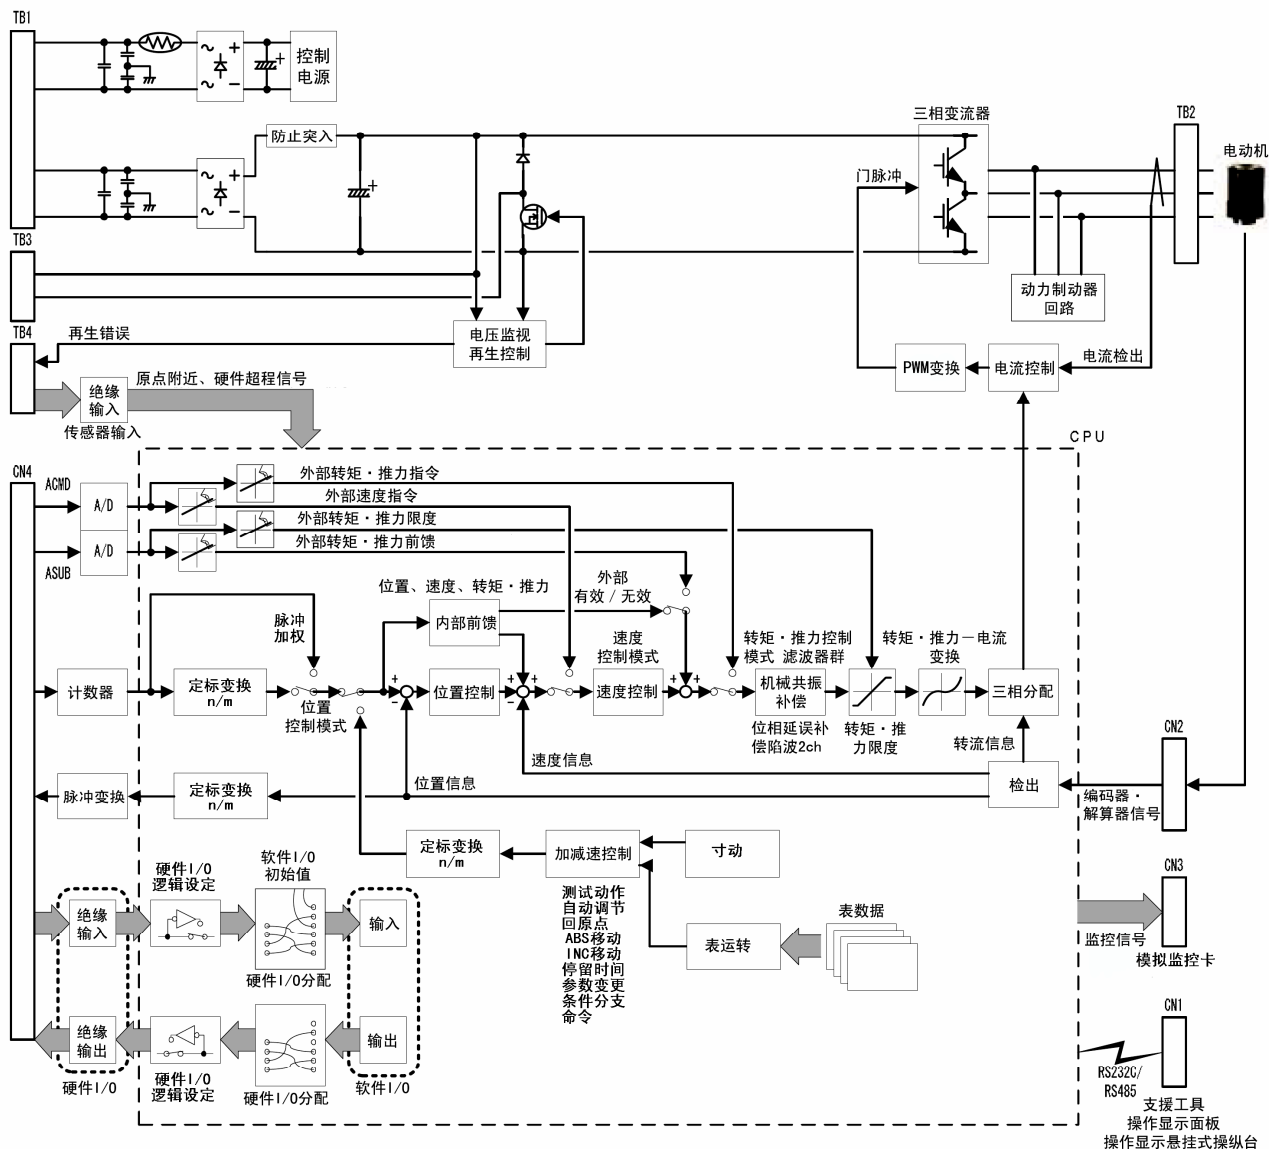 TB1
控制
电源
防止突入
三相变流器
TB2
电动机
门脉冲
TB3
动力制动器
回路
TB4
再生错误
电压监视
再生控制
电流检出
PWM变换
电流控制
原点附近、硬件超程信号
绝缘
输入
传感器输入
CPU
CN4
ACMD
A/D
外部转矩·推力指令
外部速度指令
外部转矩·推力限度
A/D
外部转矩·推力前馈
ASUB
位置、速度、转矩·推力
外部
有效/无效
脉冲
加权
内部前馈
速度
控制模式
转矩·推力控制
模式 滤波器群
转矩·推力-电流
变换
计数器
定标变换
n/m
位置
控制模式
+
-
位置控制
+
+
-
速度控制
+
+
机械共振
补偿
三相分配
位相延误补
偿陷波2ch
转矩·推
力限度
转流信息
CN2
速度信息
脉冲变换
定标变换
n/m
位置信息
检出
编码器·
解算器信号
定标变换
n/m
加减速控制
寸动
CN3
硬件I/O
逻辑设定
软件I/O
初始值
测试动作
自动调节
回原点
ABS移动
INC移动
停留时间
参数变更
条件分支
命令
表数据
绝缘
输入
输入
表运转
监控信号
模拟监控卡
硬件I/O分配
CN1
绝缘
输出
输出
硬件I/O
硬件I/O
逻辑设定
硬件I/O分配
软件I/O
RS232C/
RS485
支援工具
操作显示面板
操作显示悬挂式操纵台